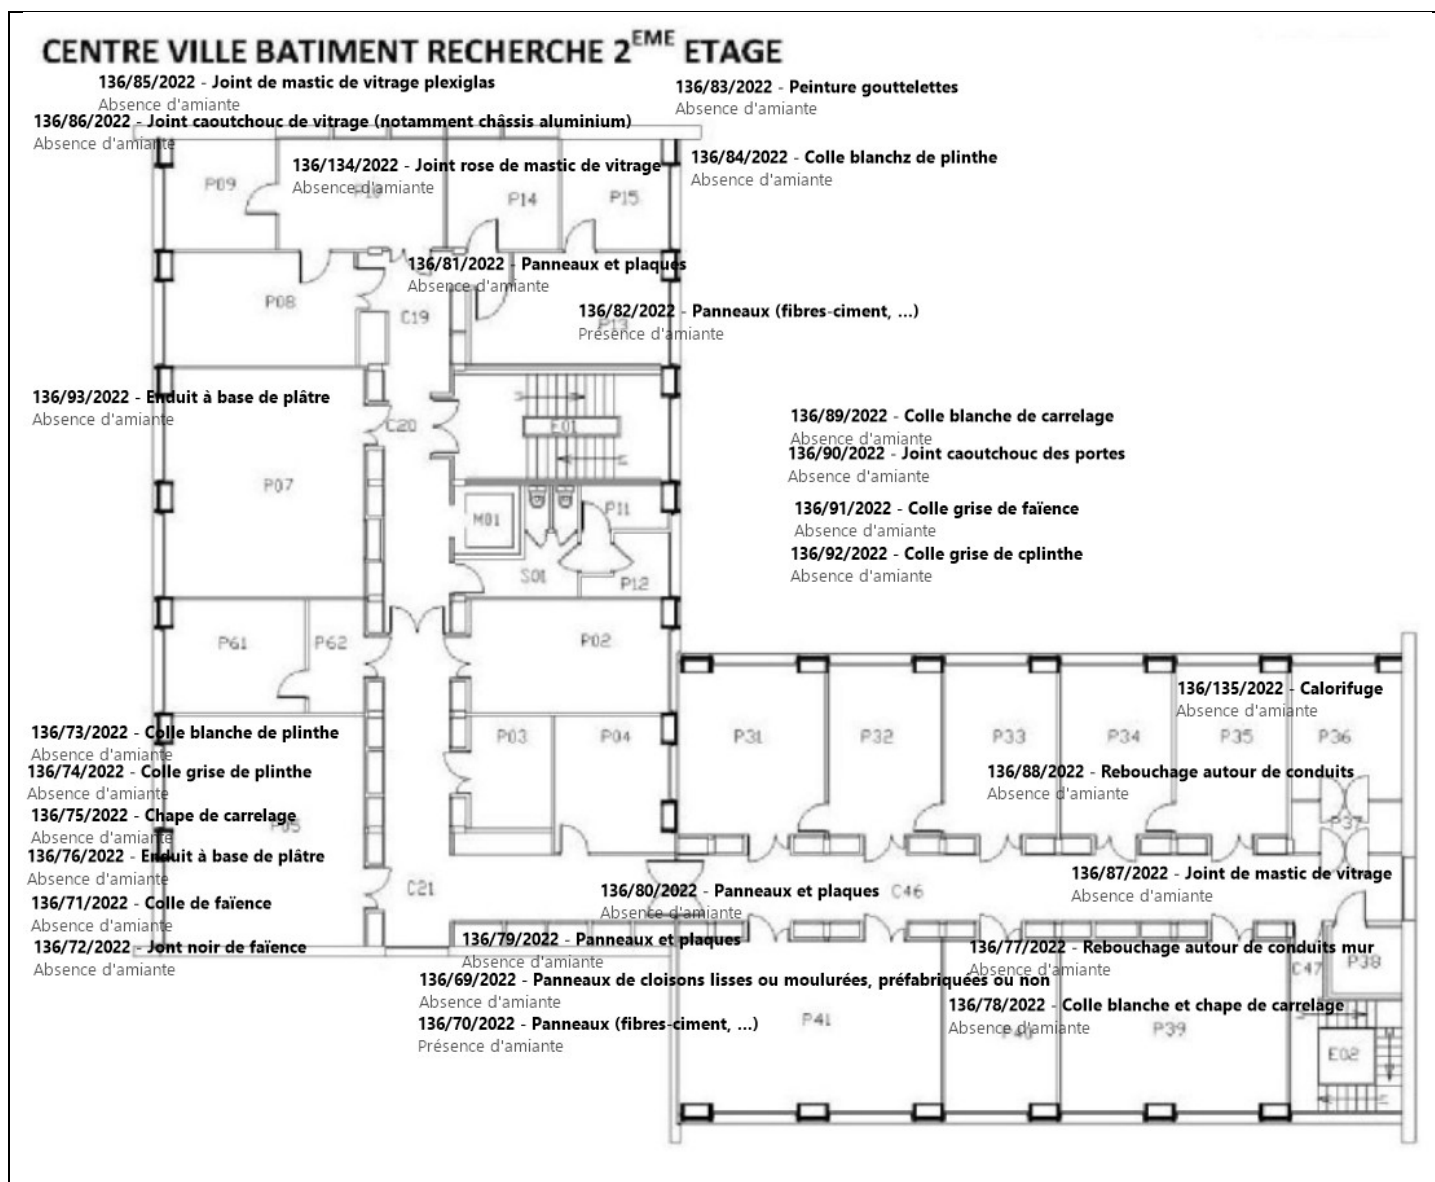 CENTRE VILLE BATIMENT RECHERCHE 2EME ETAGE
136/85/2022 - Joint de mastic de vitrage plexiglas
Absence d'amiante
136/83/2022 - Peinture gouttelettes
Absence d'amiante
136/86/2022 - Joint caoutchouc de vitrage (notamment châssis aluminium)
Absence d'amiante
136/134/2022 - Joint rose de mastic de vitrage
Absence d'amiante
136/84/2022 - Colle blanchz de plinthe
Absence d'amiante
P09
P10
P14
P15
136/81/2022 - Panneaux et plaques
Absence d'amiante
P08
C19
136/82/2022 - Panneaux (fibres-ciment, ...)
Présence d'amiante
P13
136/93/2022 - Enduit à base de plâtre
Absence d'amiante
C20
E01
136/89/2022 - Colle blanche de carrelage
Absence d'amiante
136/90/2022 - Joint caoutchouc des portes
Absence d'amiante
P07
M01
P11
136/91/2022 - Colle grise de faïence
Absence d'amiante
136/92/2022 - Colle grise de cplinthe
Absence d'amiante
S01
P12
P61
P62
P02
136/135/2022 - Calorifuge
Absence d'amiante
136/73/2022 - Colle blanche de plinthe
Absence d'amiante
P03
P04
P31
P32
P33
P34
P35
P36
136/74/2022 - Colle grise de plinthe
Absence d'amiante
136/88/2022 - Rebouchage autour de conduits
Absence d'amiante
136/75/2022 - Chape de carrelage
Absence d'amiante
P05
P37
136/76/2022 - Enduit à base de plâtre
Absence d'amiante
136/87/2022 - Joint de mastic de vitrage
Absence d'amiante
C21
136/80/2022 - Panneaux et plaques
Absence d'amiante
C46
136/71/2022 - Colle de faïence
Absence d'amiante
136/72/2022 - Jont noir de faïence
Absence d'amiante
136/79/2022 - Panneaux et plaques
Absence d'amiante
136/77/2022 - Rebouchage autour de conduits mur
Absence d'amiante
C47
P38
136/69/2022 - Panneaux de cloisons lisses ou moulurées, préfabriquées ou non
Absence d'amiante
136/78/2022 - Colle blanche et chape de carrelage
Absence d'amiante
136/70/2022 - Panneaux (fibres-ciment, ...)
Présence d'amiante
P41
P40
P39
E02